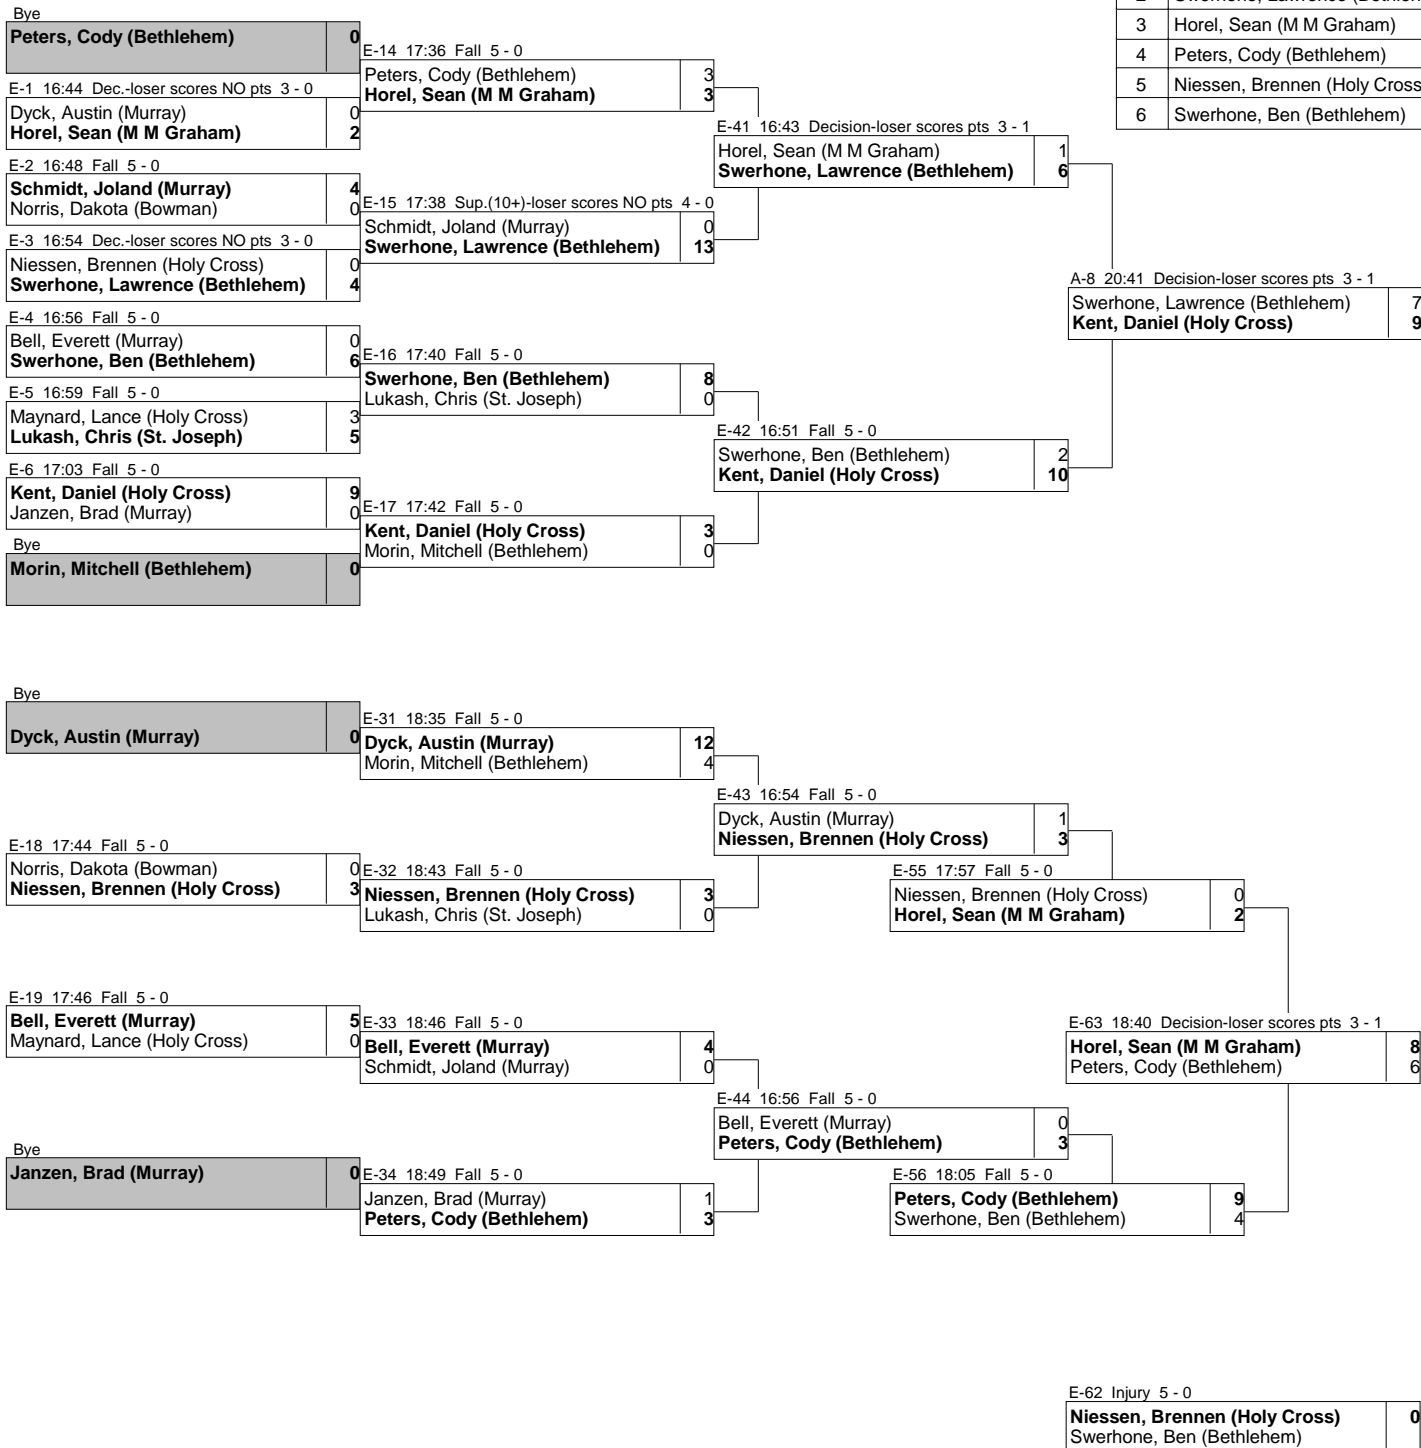 Bye
Peters, Cody (Bethlehem) 0
E-1 16:44 Dec.-loser scores NO pts 3 - 0
Dyck, Austin (Murray) 0
Horel, Sean (M M Graham) 2
E-2 16:48 Fall 5 - 0
Schmidt, Joland (Murray) 4
Norris, Dakota (Bowman) 0
E-3 16:54 Dec.-loser scores NO pts 3 - 0
Niessen, Brennen (Holy Cross) 0
Swerhone, Lawrence (Bethlehem) 4
E-4 16:56 Fall 5 - 0
Bell, Everett (Murray) 0
Swerhone, Ben (Bethlehem) 6
E-5 16:59 Fall 5 - 0
Maynard, Lance (Holy Cross) 3
Lukash, Chris (St. Joseph) 5
E-6 17:03 Fall 5 - 0
Kent, Daniel (Holy Cross) 9
Janzen, Brad (Murray) 0
Bye
Morin, Mitchell (Bethlehem) 0
E-14 17:36 Fall 5 - 0
Peters, Cody (Bethlehem) 3
Horel, Sean (M M Graham) 3
E-15 17:38 Sup.(10+)-loser scores NO pts 4 - 0
Schmidt, Joland (Murray) 0
Swerhone, Lawrence (Bethlehem) 13
E-16 17:40 Fall 5 - 0
Swerhone, Ben (Bethlehem) 8
Lukash, Chris (St. Joseph) 0
E-17 17:42 Fall 5 - 0
Kent, Daniel (Holy Cross) 3
Morin, Mitchell (Bethlehem) 0
E-41 16:43 Decision-loser scores pts 3 - 1
Horel, Sean (M M Graham) 1
Swerhone, Lawrence (Bethlehem) 6
E-42 16:51 Fall 5 - 0
Swerhone, Ben (Bethlehem) 2
Kent, Daniel (Holy Cross) 10
A-8 20:41 Decision-loser scores pts 3 - 1
Swerhone, Lawrence (Bethlehem) 7
Kent, Daniel (Holy Cross) 9
3 Horel, Sean (M M Graham)
4 Peters, Cody (Bethlehem)
5 Niessen, Brennen (Holy Cross
6 Swerhone, Ben (Bethlehem)
Bye
Dyck, Austin (Murray) 0
E-18 17:44 Fall 5 - 0
Norris, Dakota (Bowman) 0
Niessen, Brennen (Holy Cross) 3
E-19 17:46 Fall 5 - 0
Bell, Everett (Murray) 5
Maynard, Lance (Holy Cross) 0
Bye
Janzen, Brad (Murray) 0
E-31 18:35 Fall 5 - 0
Dyck, Austin (Murray) 12
Morin, Mitchell (Bethlehem) 4
E-32 18:43 Fall 5 - 0
Niessen, Brennen (Holy Cross) 3
Lukash, Chris (St. Joseph) 0
E-33 18:46 Fall 5 - 0
Bell, Everett (Murray) 4
Schmidt, Joland (Murray) 0
E-34 18:49 Fall 5 - 0
Janzen, Brad (Murray) 1
Peters, Cody (Bethlehem) 3
E-43 16:54 Fall 5 - 0
Dyck, Austin (Murray) 1
Niessen, Brennen (Holy Cross) 3
E-44 16:56 Fall 5 - 0
Bell, Everett (Murray) 0
Peters, Cody (Bethlehem) 3
E-55 17:57 Fall 5 - 0
Niessen, Brennen (Holy Cross) 0
Horel, Sean (M M Graham) 2
E-56 18:05 Fall 5 - 0
Peters, Cody (Bethlehem) 9
Swerhone, Ben (Bethlehem) 4
E-63 18:40 Decision-loser scores pts 3 - 1
Horel, Sean (M M Graham) 8
Peters, Cody (Bethlehem) 6
E-62 Injury 5 - 0
Niessen, Brennen (Holy Cross) 0
Swerhone, Ben (Bethlehem)